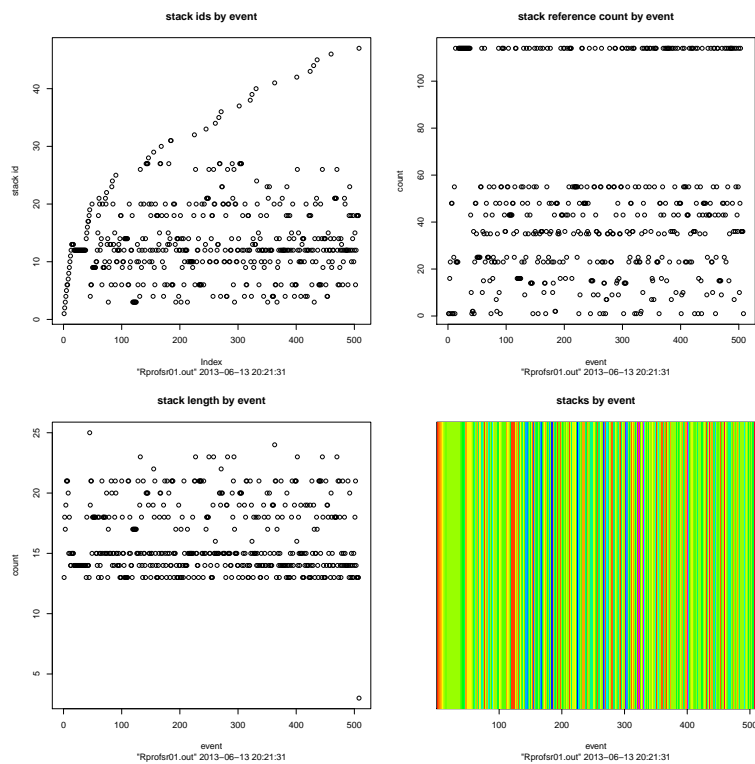 stack ids by event
stack id
0 10 20 30 40
0 100 200 300 400 500
Index
"Rprofsr01.out" 2013−06−13 20:21:31
stack reference count by event
count
0 20 40 60 80 100
0 100 200 300 400 500
event
"Rprofsr01.out" 2013−06−13 20:21:31
stack length by event
count
5 10 15 20 25
0 100 200 300 400 500
event
"Rprofsr01.out" 2013−06−13 20:21:31
stacks by event
100 200 300 400 500
event
"Rprofsr01.out" 2013−06−13 20:21:31